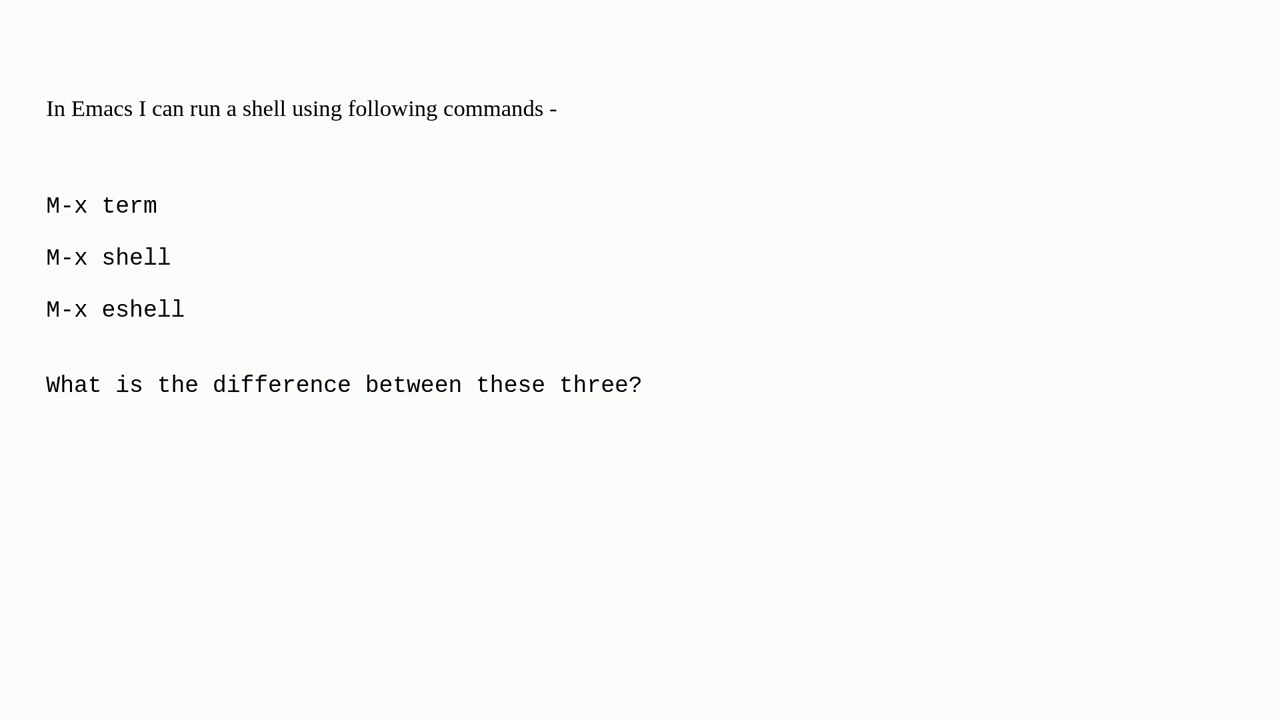 In Emacs I can run a shell using following commands -
M-x term
M-x shell
M-x eshell
What is the difference between these three?